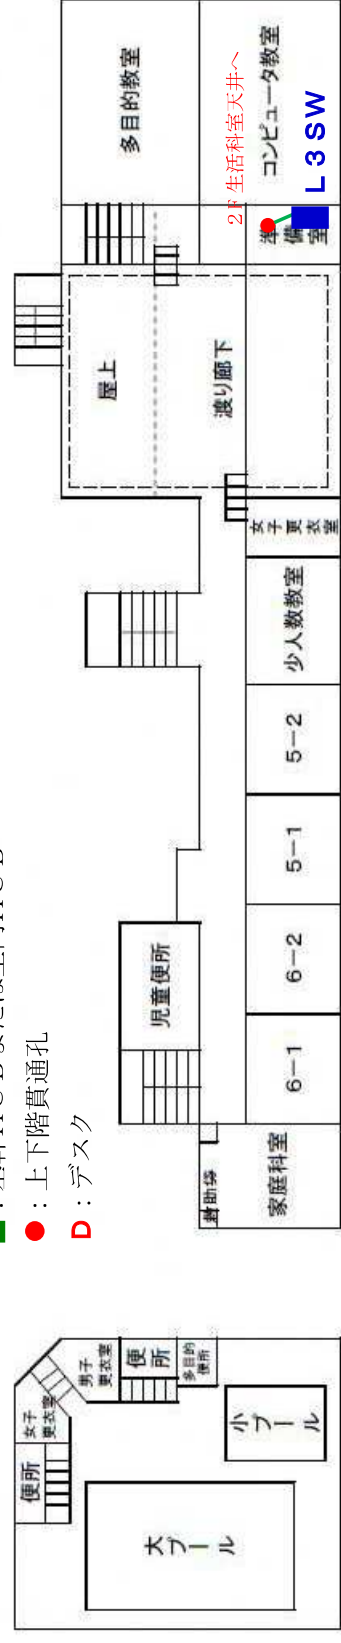 ●：上下階貫通孔
D：デスク
多目的教室
コンピュータ教室
2F 生活科室天井へ
準備室
L3SW
屋上
渡り廊下
女子更衣室
少人数教室
5－2
5－1
6－2
6－1
児童便所
救助袋
家庭科室
便所
女子更衣室
男子更衣室
便所
多目的便所
小プール
大プール